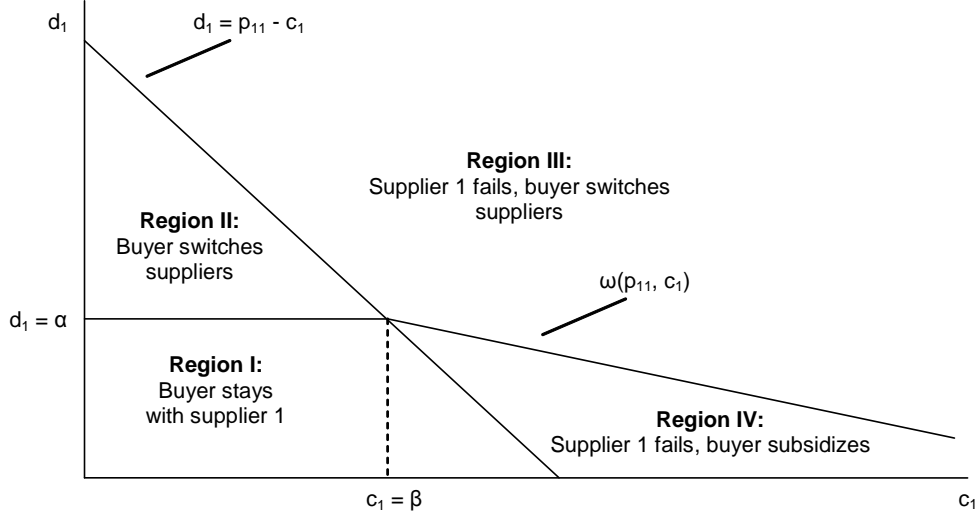 d₁
d₁ = p₁₁ - c₁
Region III:
Supplier 1 fails, buyer switches
suppliers
Region II:
Buyer switches
suppliers
ω(p₁₁, c₁)
d₁ = α
Region I:
Buyer stays
with supplier 1
Region IV:
Supplier 1 fails, buyer subsidizes
c₁ = β
c₁